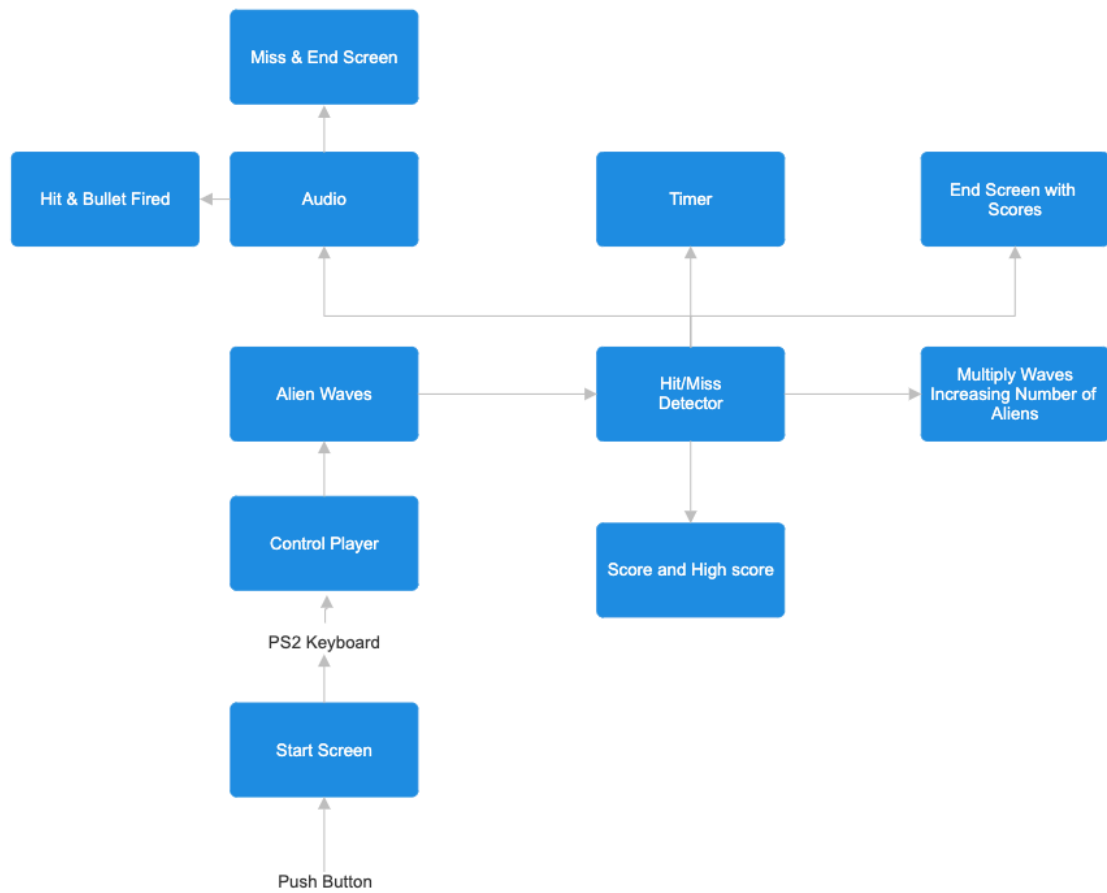 Miss & End Screen
Hit & Bullet Fired
Audio
Timer
End Screen with
Scores
Alien Waves
Hit/Miss
Detector
Multiply Waves
Increasing Number of
Aliens
Control Player
Score and High score
PS2 Keyboard
Start Screen
Push Button